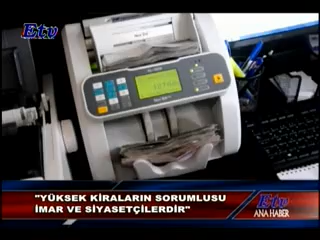 Etv
"YÜKSEK KİRALARIN SORUMLUSU
İMAR VE SİYASETÇİLERDİR"
Etv
ANA HABER